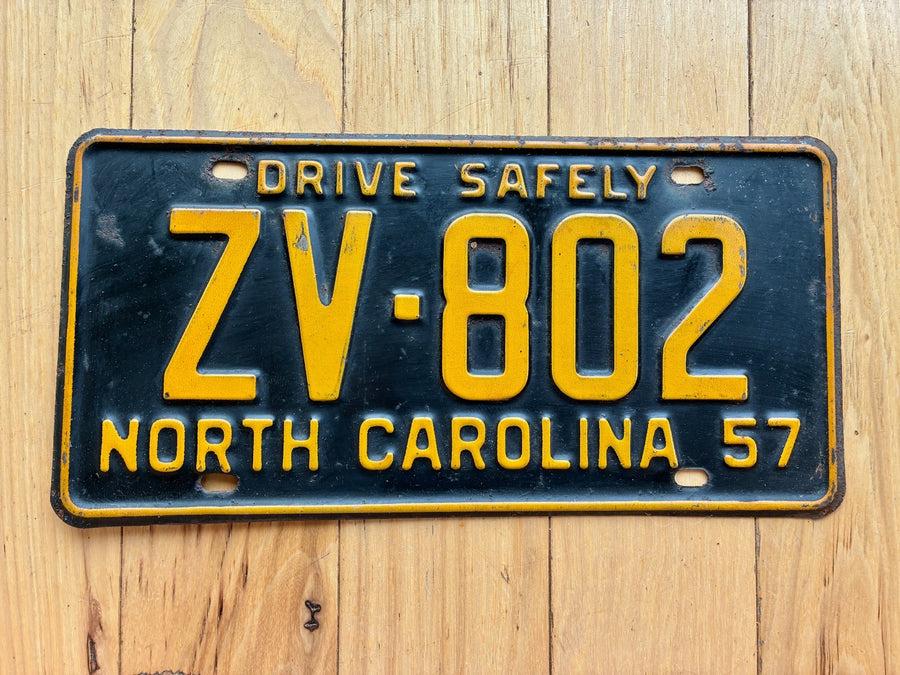 DRIVE SAFELY
ZV·802
NORTH CAROLINA 57